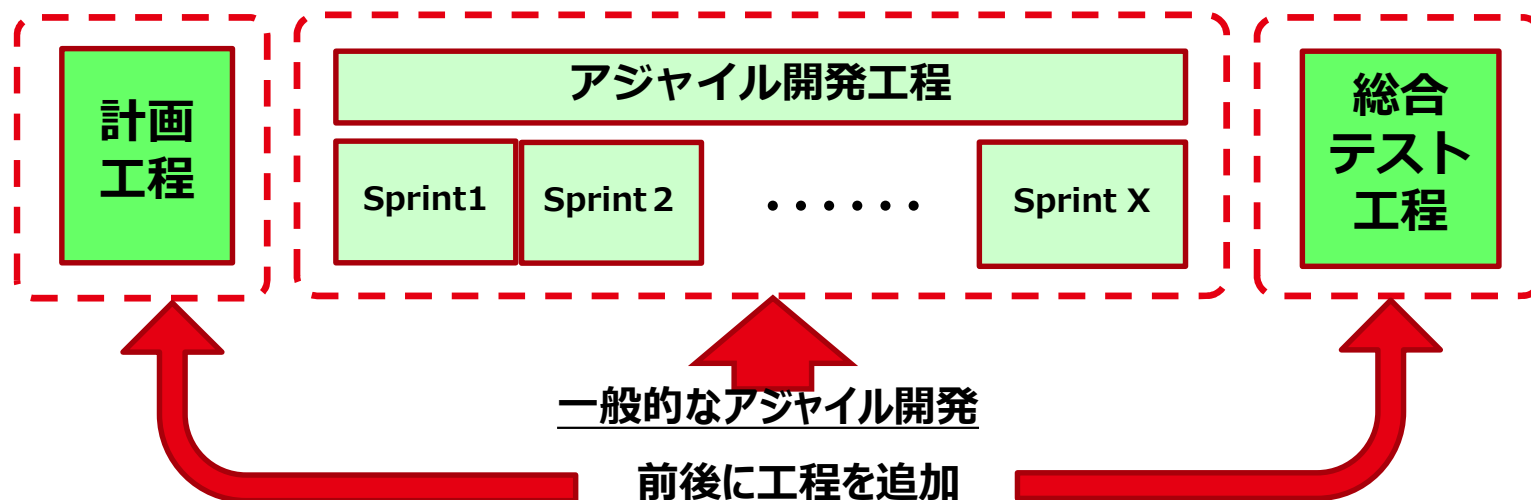 計画
工程
アジャイル開発工程
Sprint1
Sprint 2
・・・・・・
Sprint X
総合
テスト
工程
一般的なアジャイル開発
前後に工程を追加